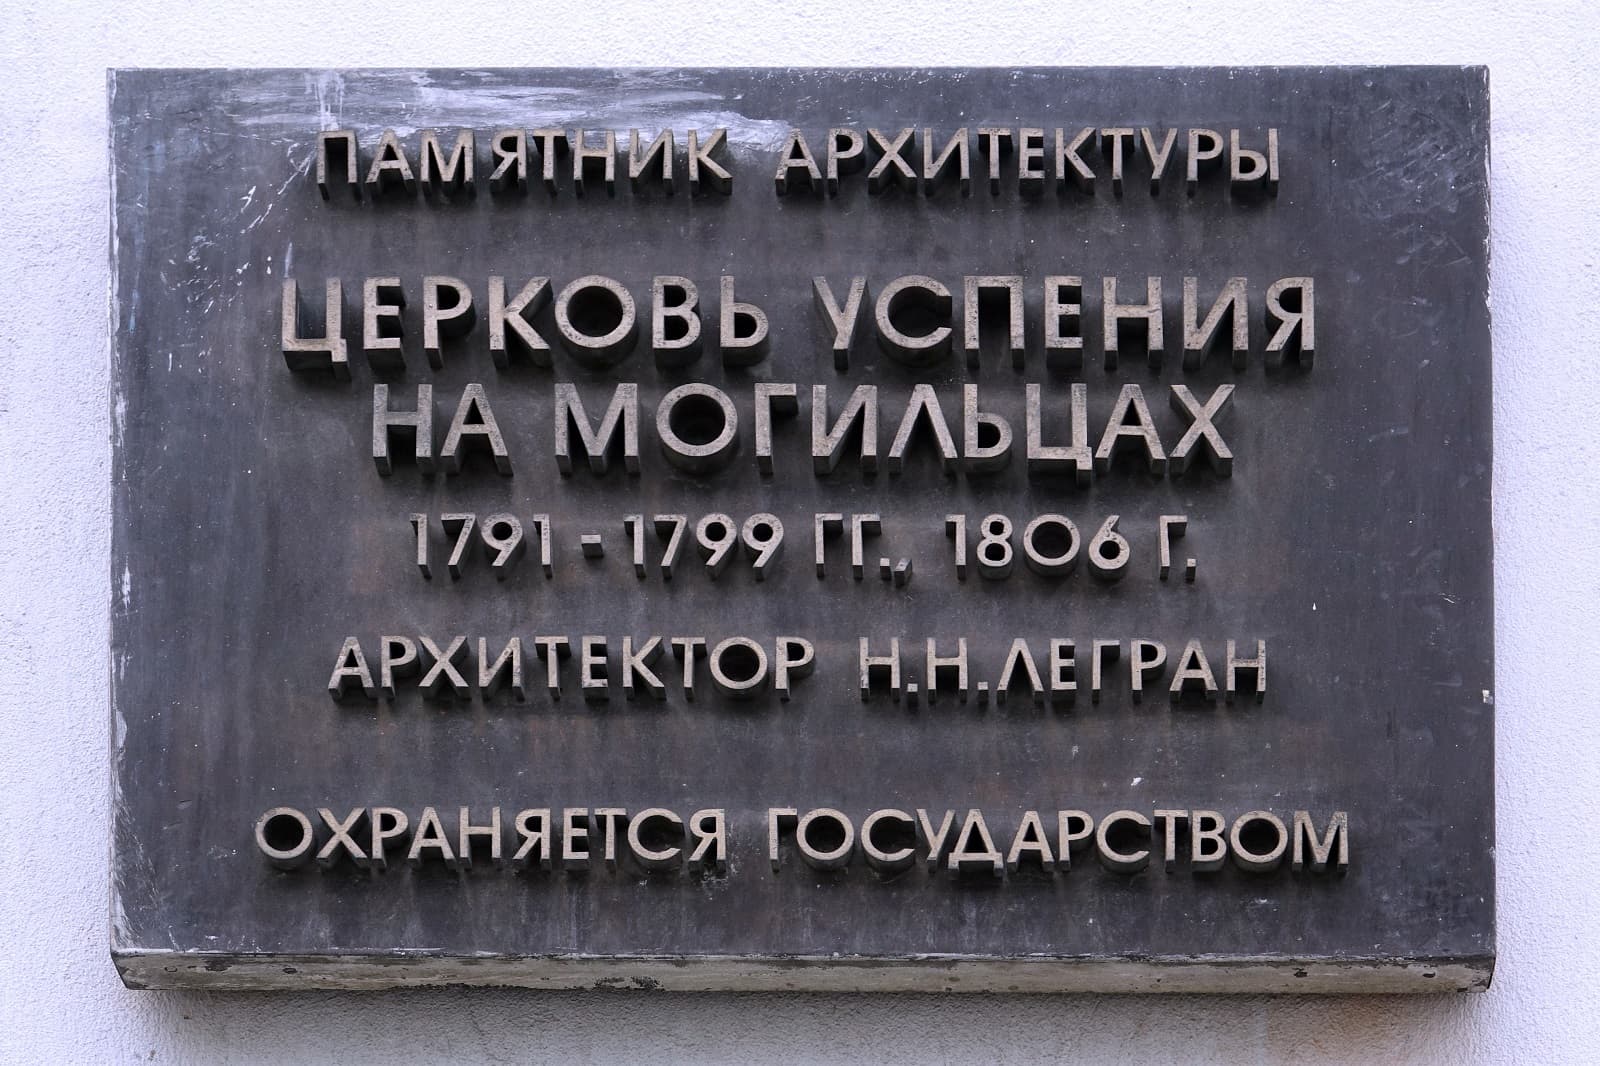 ПАМЯТНИК АРХИТЕКТУРЫ
ЦЕРКОВЬ УСПЕНИЯ
НА МОГИЛЬЦАХ
1791 - 1799 ГГ., 1806 Г.
АРХИТЕКТОР Н.Н.ЛЕГРАН
ОХРАНЯЕТСЯ ГОСУДАРСТВОМ